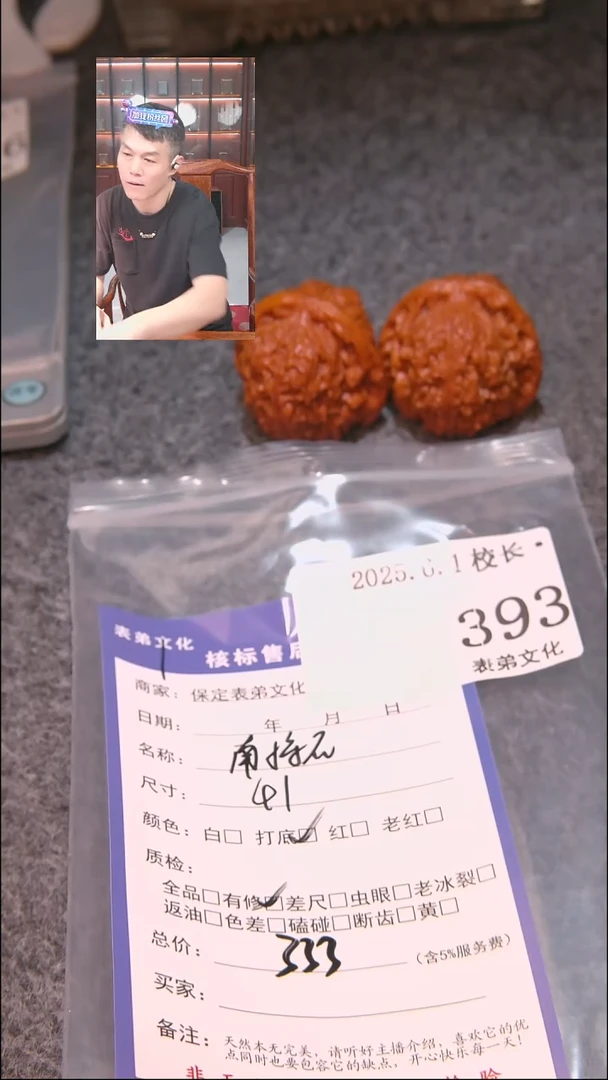 2025.6.1 校长·
393
表弟文化
表弟文化
核标售后
商家：保定表弟文化
日期： 年 月 日
名称： 南将石
尺寸： 41
颜色：白□ 打底☑ 红□ 老红□
质检：
全品□有修☑差尺□虫眼□老冰裂□
返油□色差□磕碰□断齿□黄□
总价： 333 (含5%服务费)
买家：
备注：天然本无完美，请听好主播介绍，喜欢它的优
点同时也要包容它的缺点，开心快乐每一天！